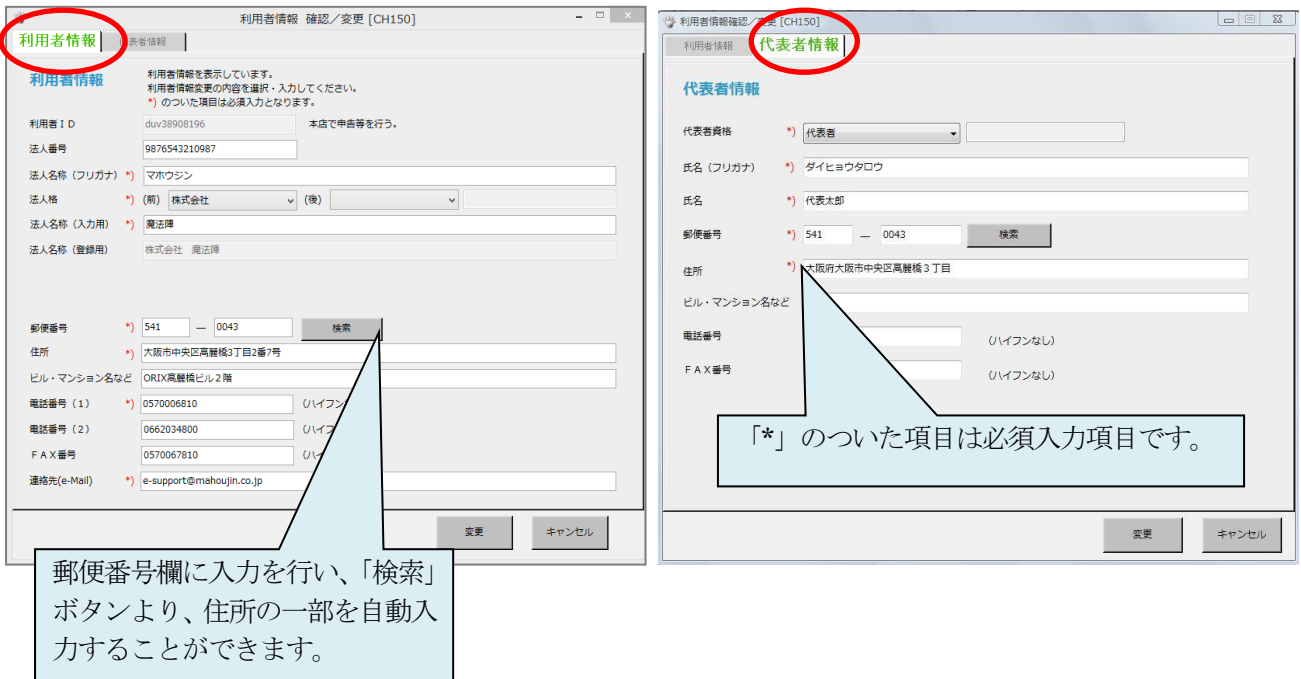 利用者情報 確認／変更 [CH150]
利用者情報
表者情報
利用者情報
利用者情報を表示しています。
利用者情報変更の内容を選択・入力してください。
*) のついた項目は必須入力となります。
利用者ＩＤ duv38908196 本店で申告等を行う。
法人番号 9876543210987
法人名称（フリガナ） *) マホウジン
法人格 *) (前) 株式会社 (後)
法人名称（入力用） *) 魔法陣
法人名称（登録用） 株式会社　魔法陣
郵便番号 *) 541 — 0043 検索
住所 *) 大阪市中央区高麗橋3丁目2番7号
ビル・マンション名など ORIX高麗橋ビル２階
電話番号（１） *) 0570006810 （ハイフン
電話番号（２） 0662034800 （ハイフ
ＦＡＸ番号 0570067810 （ハイ
連絡先(e-Mail) *) e-support@mahoujin.co.jp
変更 キャンセル
郵便番号欄に入力を行い、「検索」
ボタンより、住所の一部を自動入
力することができます。
利用者情報確認／変更 [CH150]
利用者情報
代表者情報
代表者情報
代表者資格 *) 代表者
氏名（フリガナ） *) ダイヒョウタロウ
氏名 *) 代表太郎
郵便番号 *) 541 — 0043 検索
住所 *) 大阪府大阪市中央区高麗橋３丁目
ビル・マンション名など
電話番号 （ハイフンなし）
ＦＡＸ番号 （ハイフンなし）
「*」のついた項目は必須入力項目です。
変更 キャンセル